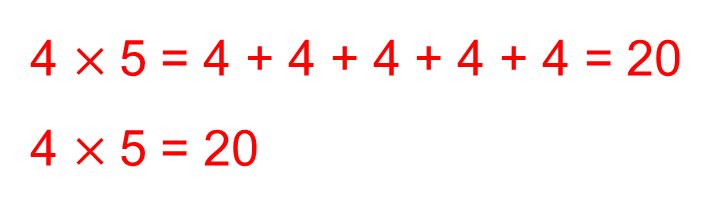 4 × 5 = 4 + 4 + 4 + 4 + 4 = 20
4 × 5 = 20